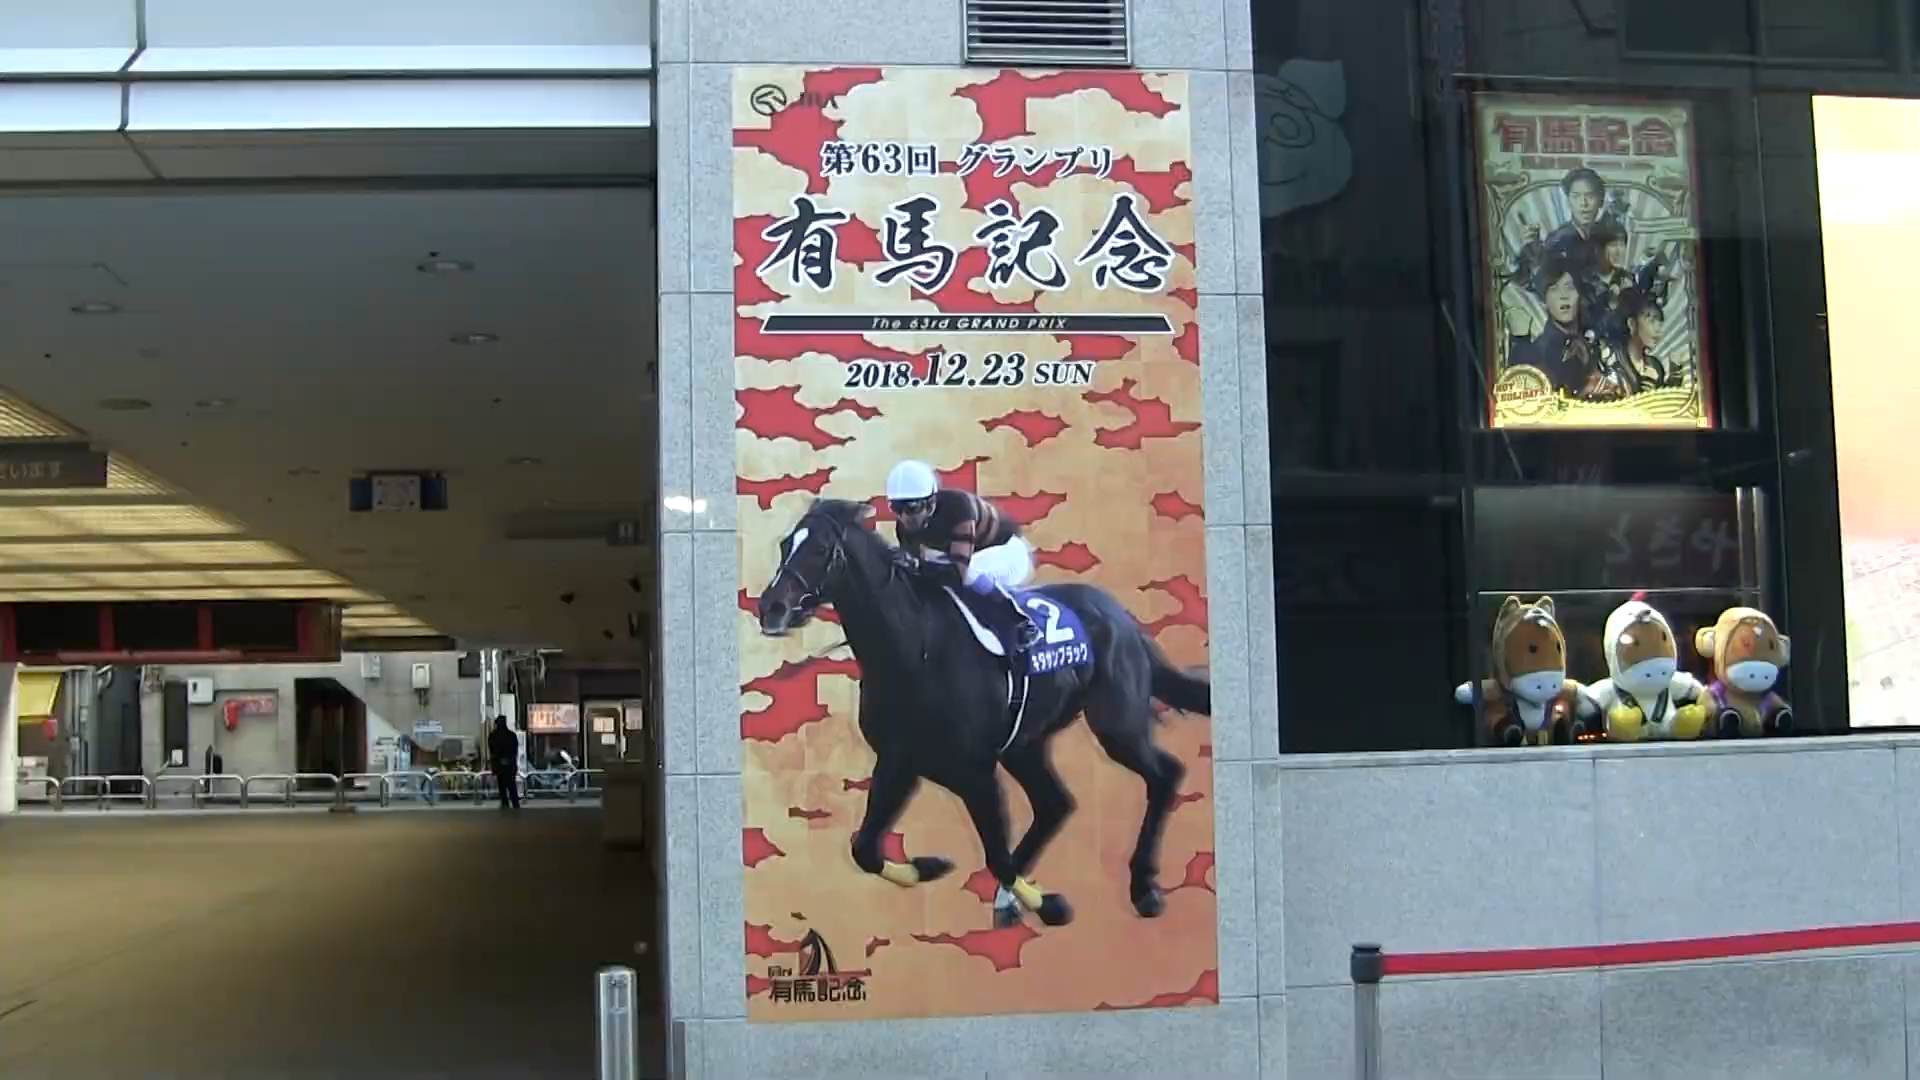 JRA
第63回 グランプリ
有馬記念
The 63rd GRAND PRIX
2018.12.23 SUN
2
キタサンブラック
有馬記念
有馬記念
HOT
HOLIDAYS!